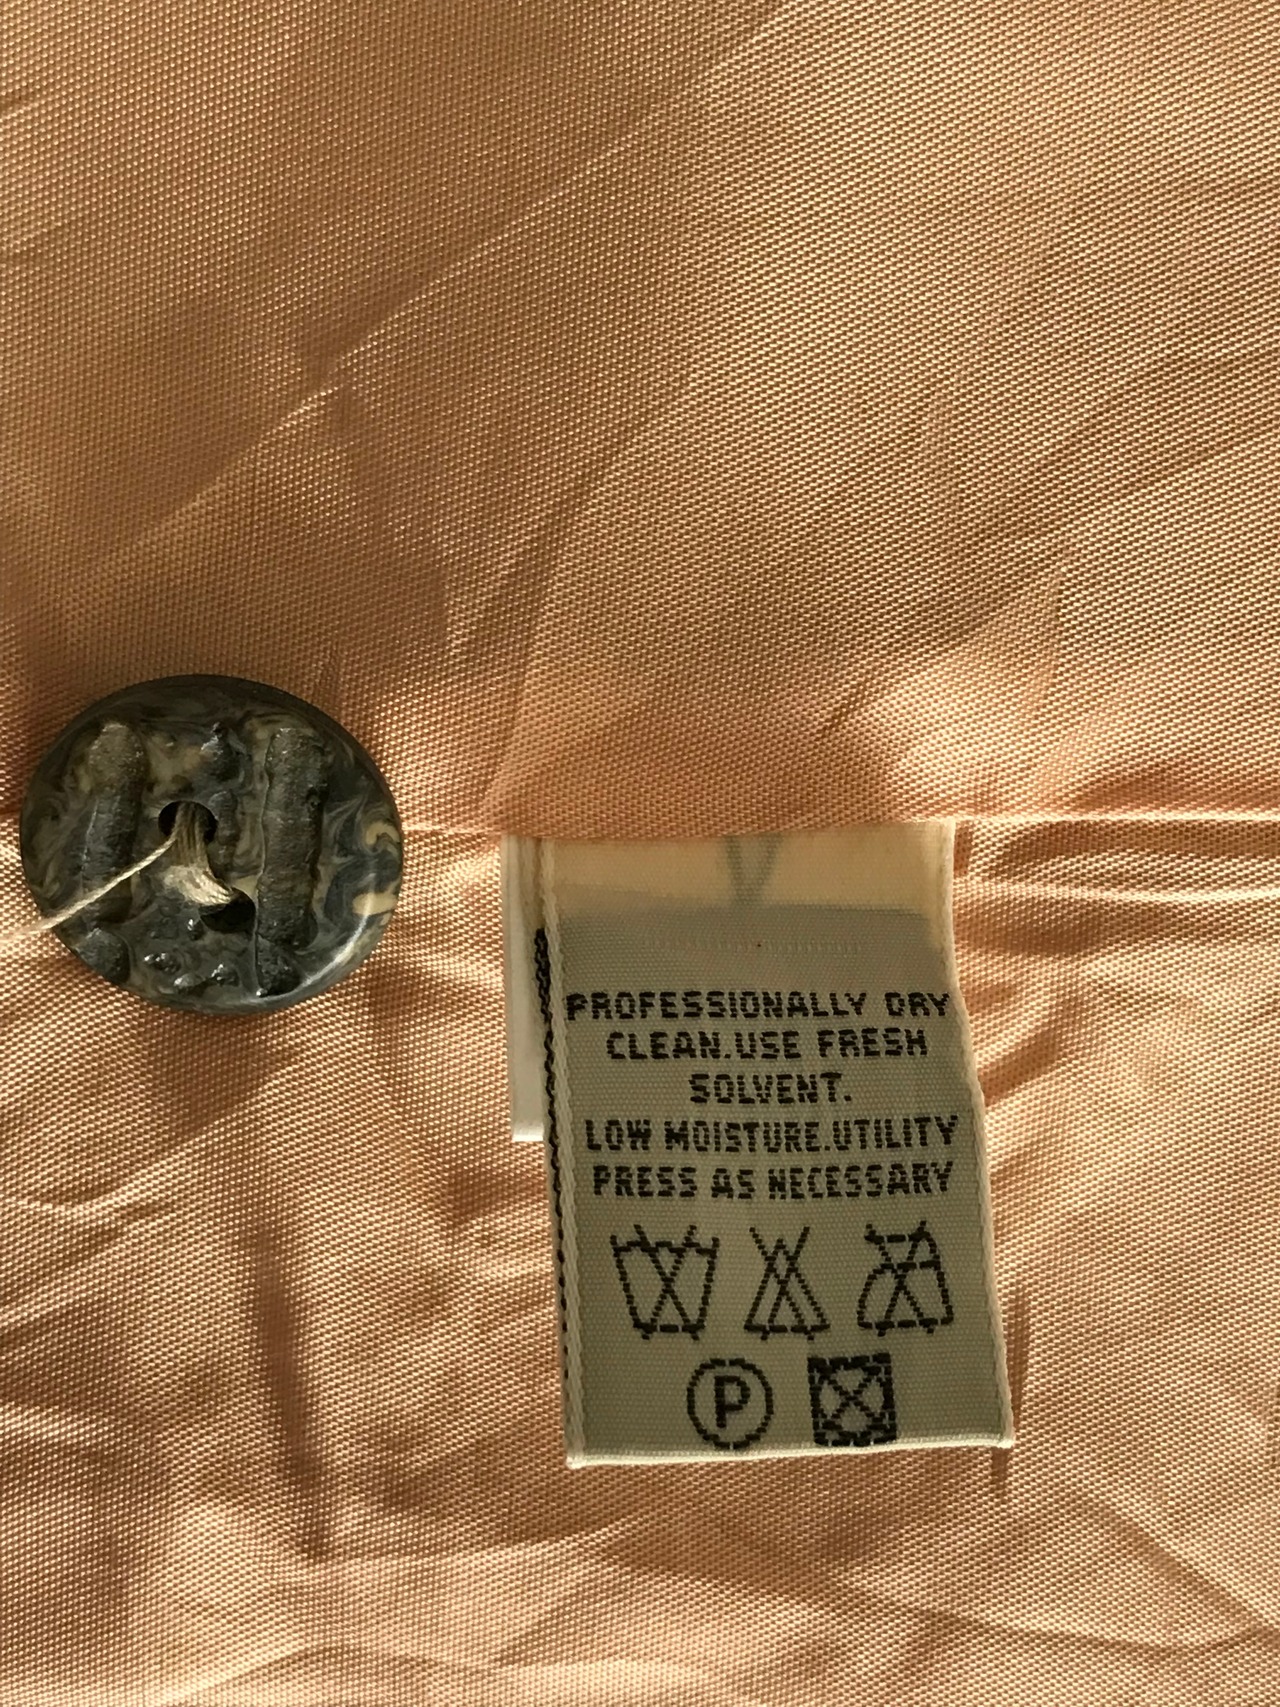 PROFESSIONALLY DRY
CLEAN.USE FRESH
SOLVENT.
LOW MOISTURE.UTILITY
PRESS AS NECESSARY
P